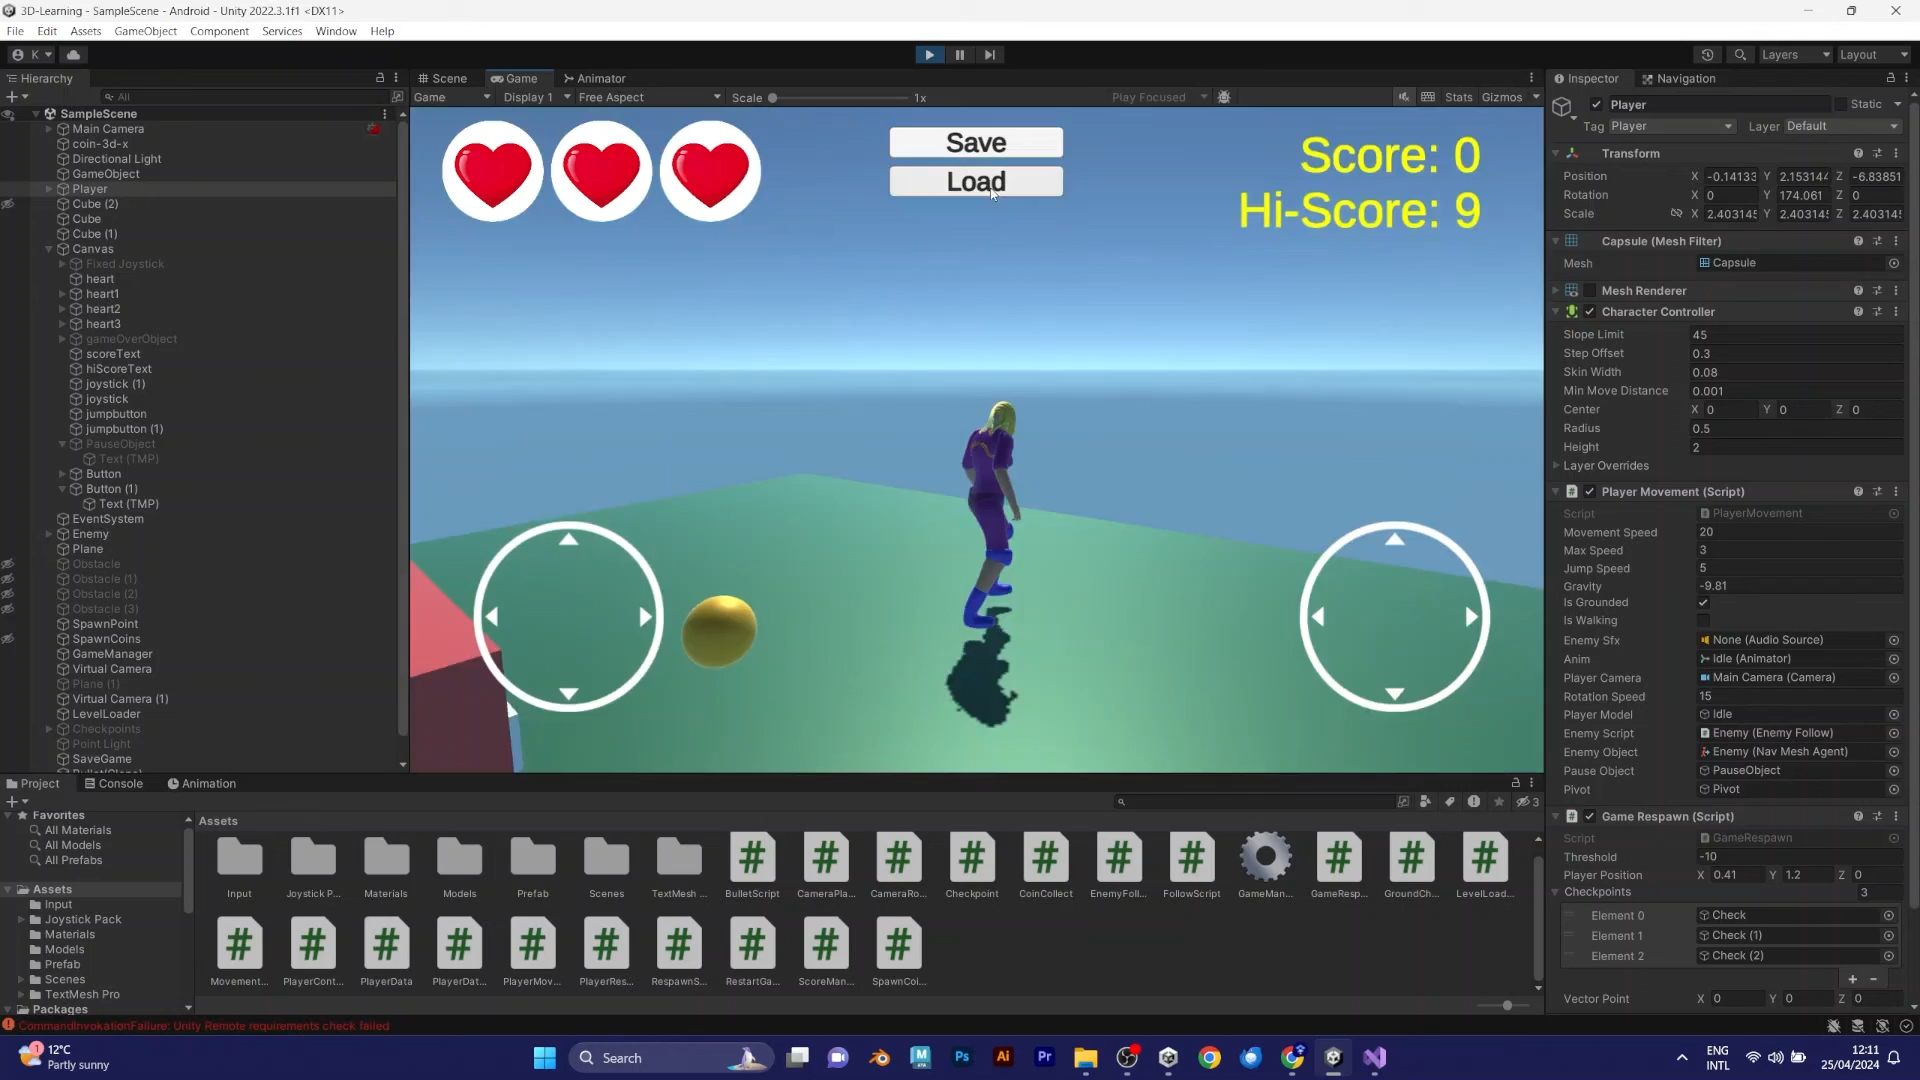 3D-Learning - SampleScene - Android - Unity 2022.3.1f1 <DX11>
File Edit Assets GameObject Component Services Window Help
K
Layers
Layout
Hierarchy
All
SampleScene
Main Camera
coin-3d-x
Directional Light
GameObject
Player
Cube (2)
Cube
Cube (1)
Canvas
Fixed Joystick
heart
heart1
heart2
heart3
gameOverObject
scoreText
hiScoreText
joystick (1)
joystick
jumpbutton
jumpbutton (1)
PauseObject
Text (TMP)
Button
Button (1)
Text (TMP)
EventSystem
Enemy
Plane
Obstacle
Obstacle (1)
Obstacle (2)
Obstacle (3)
SpawnPoint
SpawnCoins
GameManager
Virtual Camera
Plane (1)
Virtual Camera (1)
LevelLoader
Checkpoints
Point Light
SaveGame
Scene Game Animator
Game Display 1 Free Aspect Scale 1x Play Focused Stats Gizmos
Save
Load
Score: 0
Hi-Score: 9
Inspector Navigation
Player Static
Tag Player Layer Default
Transform
Position X -0.14133 Y 2.153144 Z -6.83851
Rotation X 0 Y 174.061 Z 0
Scale X 2.403145 Y 2.403145 Z 2.403145
Capsule (Mesh Filter)
Mesh Capsule
Mesh Renderer
Character Controller
Slope Limit 45
Step Offset 0.3
Skin Width 0.08
Min Move Distance 0.001
Center X 0 Y 0 Z 0
Radius 0.5
Height 2
Layer Overrides
Player Movement (Script)
Script PlayerMovement
Movement Speed 20
Max Speed 3
Jump Speed 5
Gravity -9.81
Is Grounded
Is Walking
Enemy Sfx None (Audio Source)
Anim Idle (Animator)
Player Camera Main Camera (Camera)
Rotation Speed 15
Player Model Idle
Enemy Script Enemy (Enemy Follow)
Enemy Object Enemy (Nav Mesh Agent)
Pause Object PauseObject
Pivot Pivot
Game Respawn (Script)
Script GameRespawn
Threshold -10
Player Position X 0.41 Y 1.2 Z 0
Checkpoints 3
Element 0 Check
Element 1 Check (1)
Element 2 Check (2)
Vector Point X 0 Y 0 Z 0
Project Console Animation
3
Favorites
All Materials
All Models
All Prefabs
Assets
Input
Joystick Pack
Materials
Models
Prefab
Scenes
TextMesh Pro
Packages
Assets
Input Joystick P... Materials Models Prefab Scenes TextMesh ... BulletScript CameraPla... CameraRo... Checkpoint CoinCollect EnemyFoll... FollowScript GameMan... GameResp... GroundCh... LevelLoad...
Movement... PlayerCont... PlayerData PlayerDat... PlayerMov... PlayerRes... RespawnS... RestartGa... ScoreMan... SpawnCoi...
CommandInvokationFailure: Unity Remote requirements check failed
1
12°C
Partly sunny
Search
Ps Ai Pr
ENG
INTL
12:11
25/04/2024